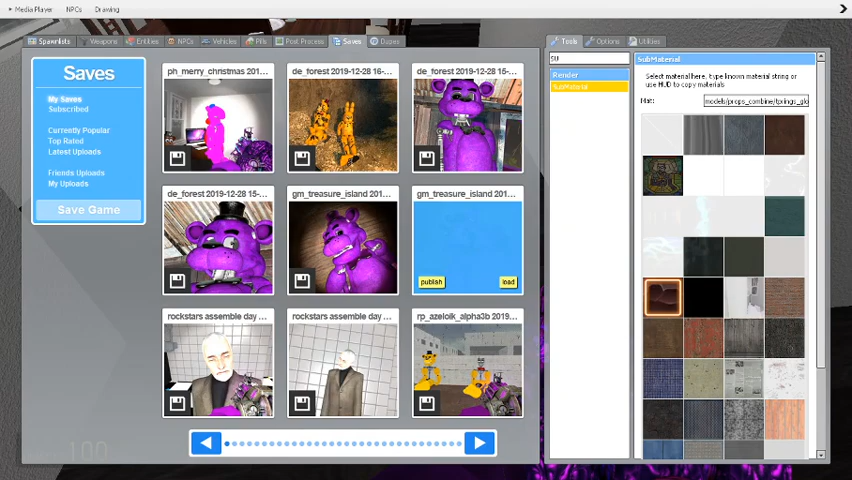 Media Player NPCs Drawing
Spawnlists Weapons Entities NPCs Vehicles Pills Post Process Saves Dupes
Saves
My Saves
Subscribed
Currently Popular
Top Rated
Latest Uploads
Friends Uploads
My Uploads
Save Game
ph_merry_christmas 201...
de_forest 2019-12-28 16-...
de_forest 2019-12-28 16-...
de_forest 2019-12-28 15-...
gm_treasure_island 201...
gm_treasure_island 201...
publish load
rockstars assemble day ...
rockstars assemble day ...
rp_azeloik_alpha3b 2019...
100
Tools Options Utilities
SU
Render
SubMaterial
SubMaterial
Select material here, type known material string or
use HUD to copy materials
Mat:
models/props_combine/tprings_glo